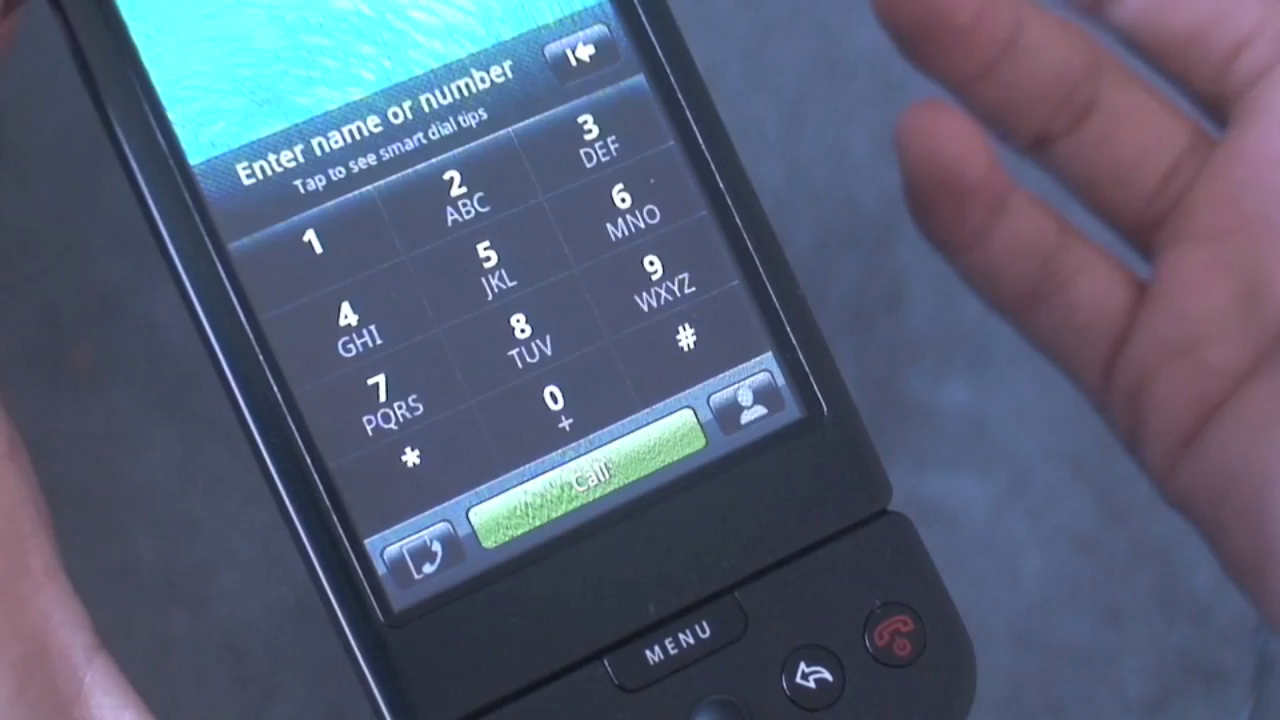 Enter name or number
Tap to see smart dial tips
1
2
ABC
3
DEF
4
GHI
5
JKL
6
MNO
7
PQRS
8
TUV
9
WXYZ
*
0
+
#
Call
MENU